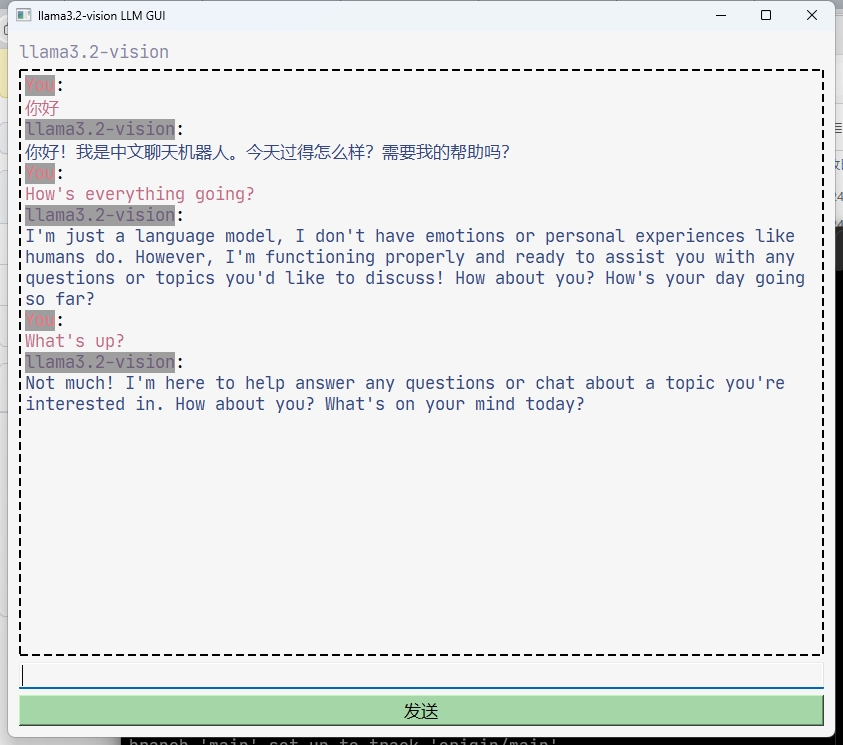 llama3.2-vision LLM GUI
llama3.2-vision
You:
你好
llama3.2-vision:
你好！我是中文聊天机器人。今天过得怎么样？需要我的帮助吗？
You:
How's everything going?
llama3.2-vision:
I'm just a language model, I don't have emotions or personal experiences like
humans do. However, I'm functioning properly and ready to assist you with any
questions or topics you'd like to discuss! How about you? How's your day going
so far?
You:
What's up?
llama3.2-vision:
Not much! I'm here to help answer any questions or chat about a topic you're
interested in. How about you? What's on your mind today?
发送
branch 'main' set up to track 'origin/main'